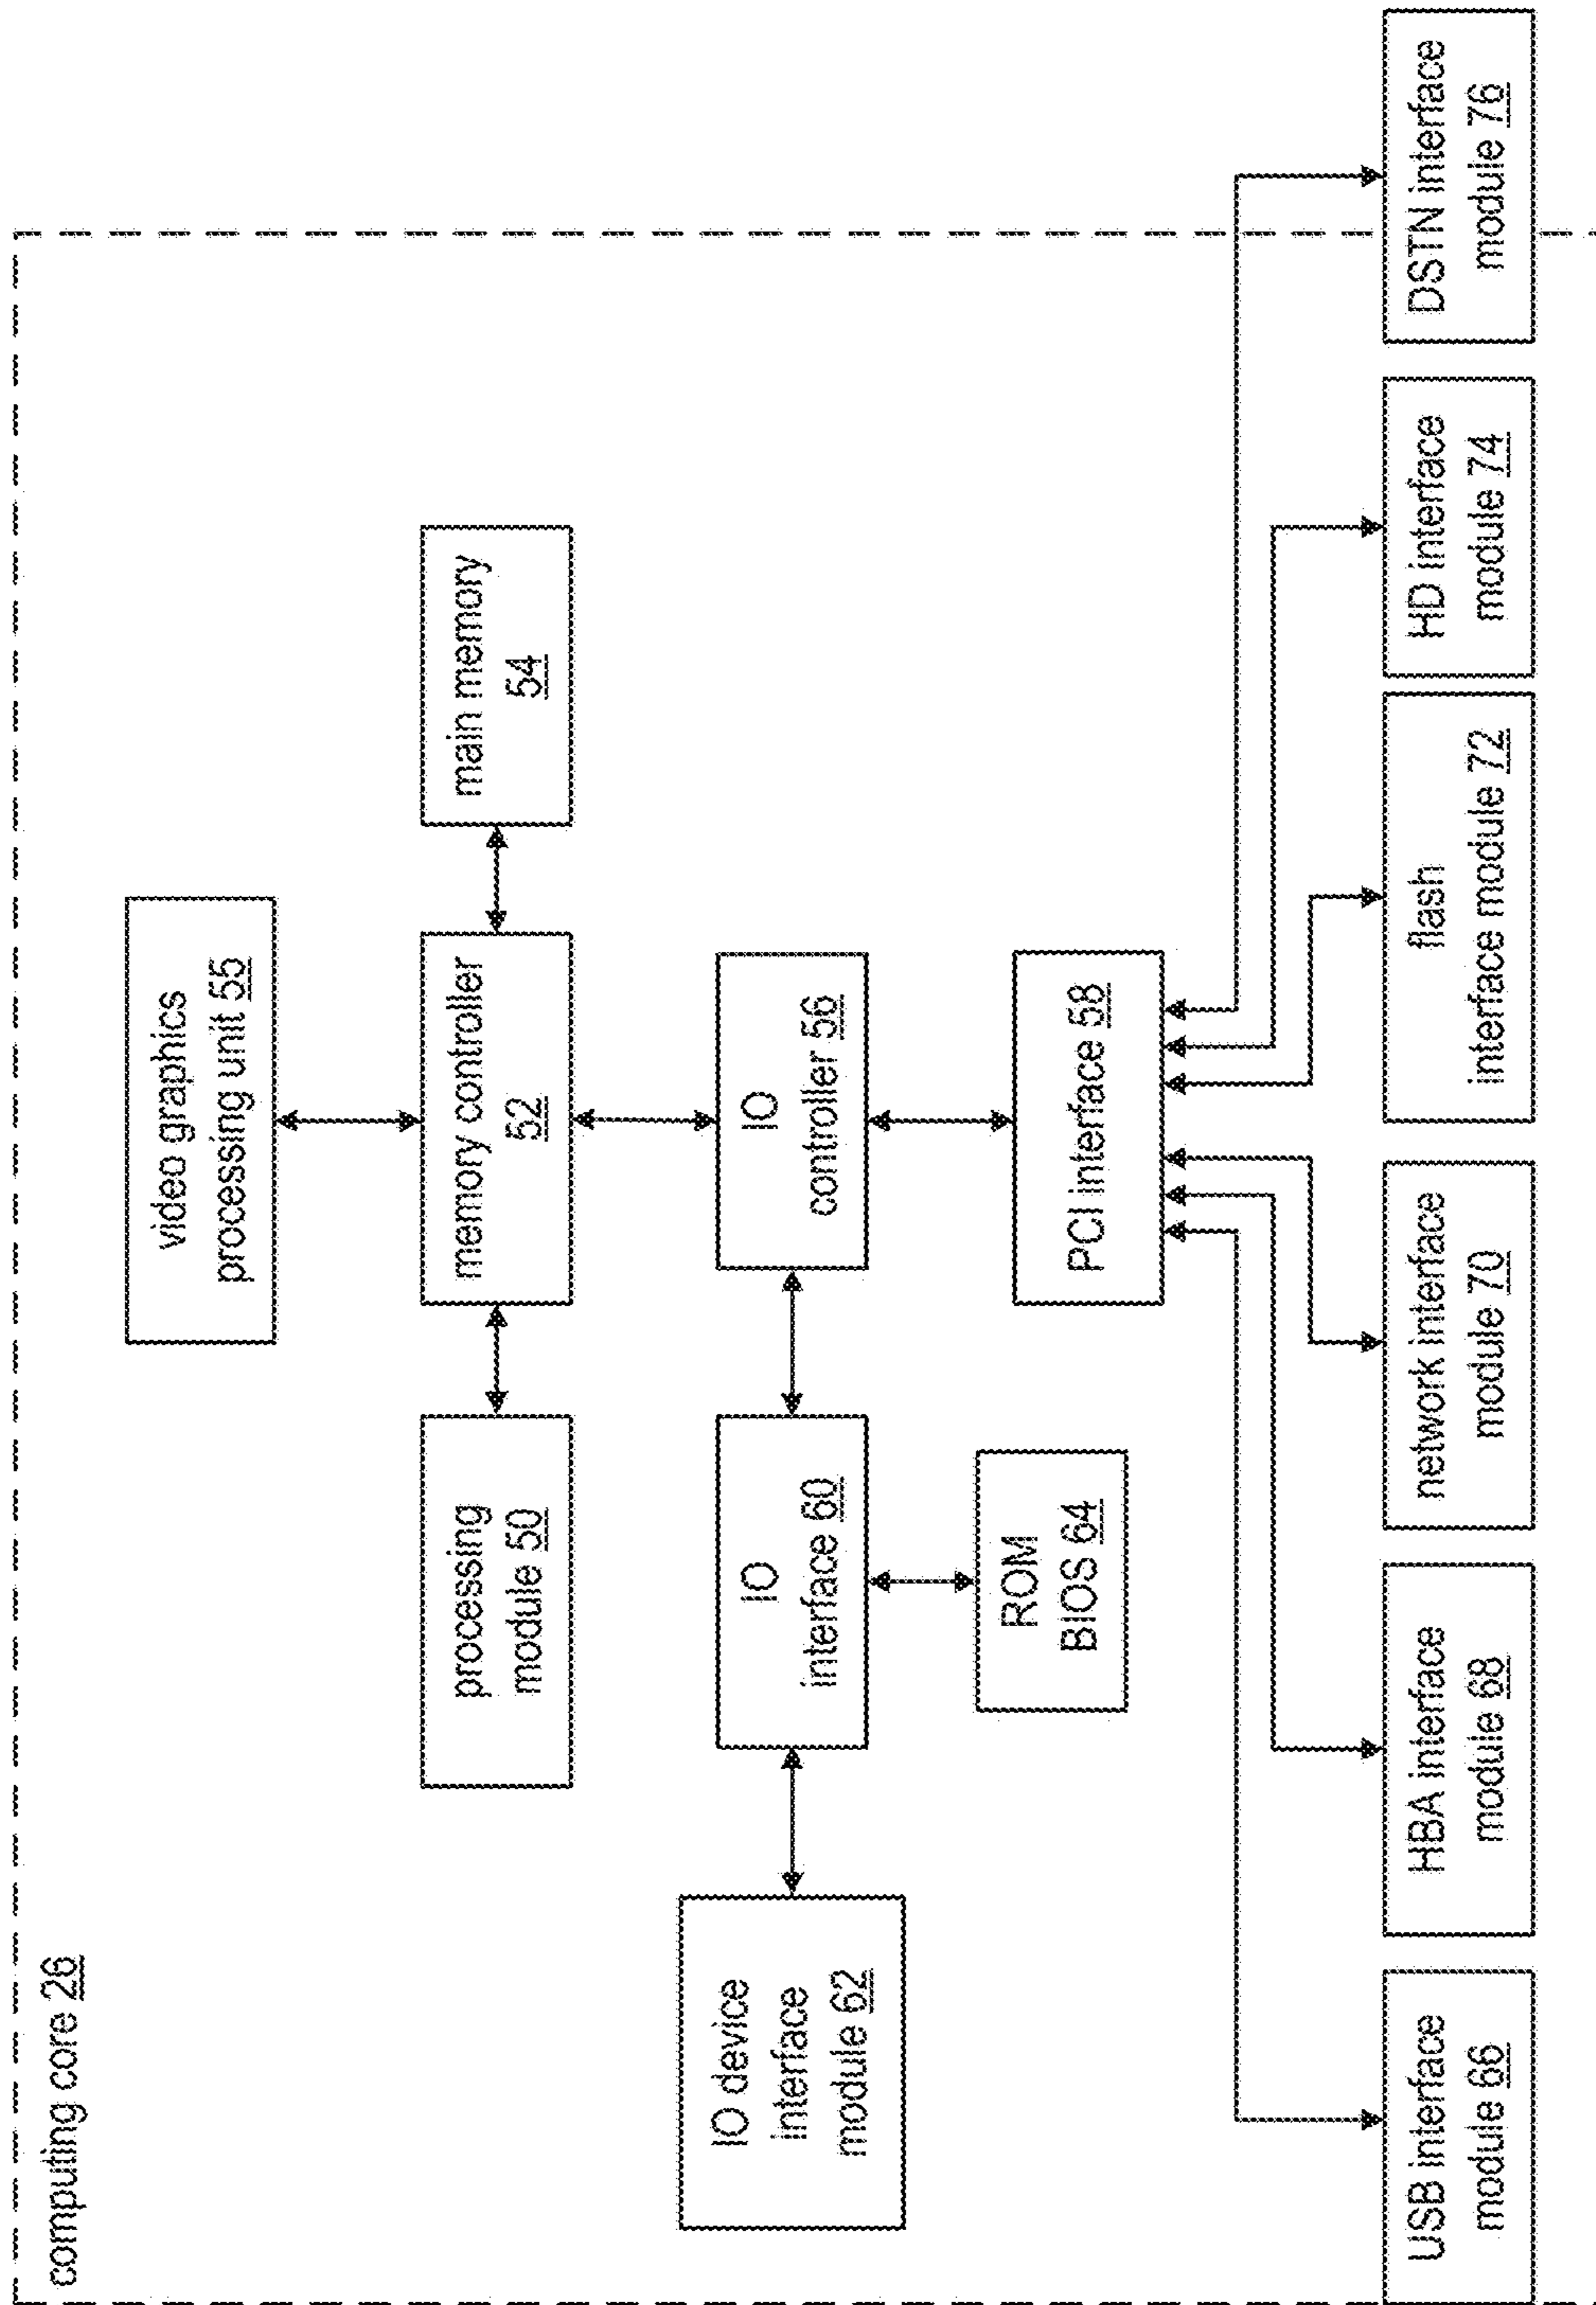 computing core 26
video graphics
processing unit 55
processing
module 50
memory controller
52
main memory
54
IO device
interface
module 62
IO
interface 60
IO
controller 56
ROM
BIOS 64
PCI interface 58
USB interface
module 66
HBA interface
module 68
network interface
module 70
flash
interface module 72
HD interface
module 74
DSTN interface
module 76